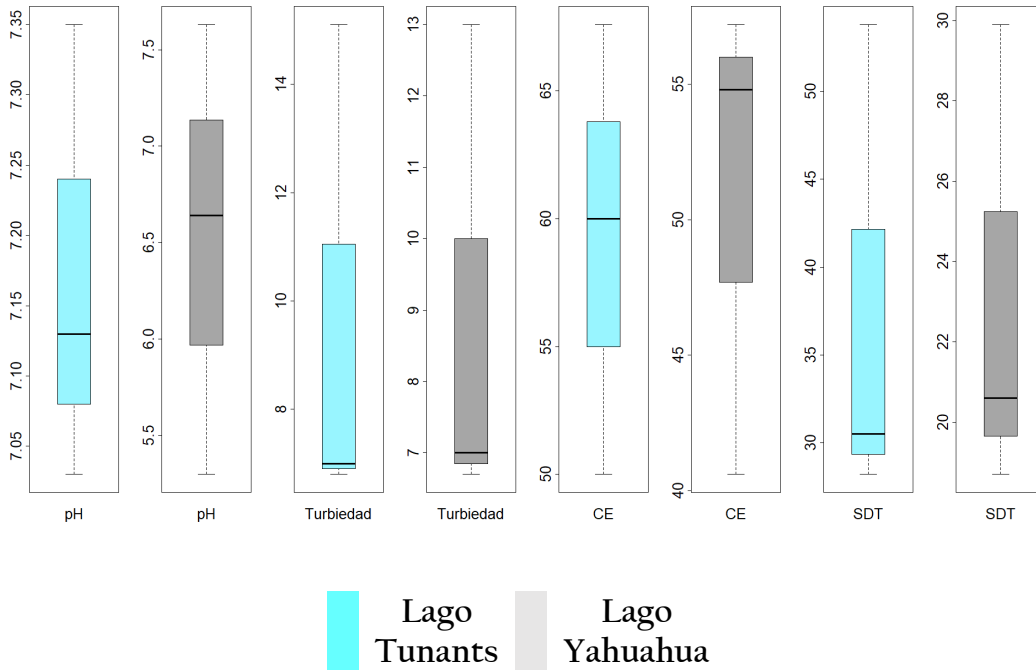 7.05 7.10 7.15 7.20 7.25 7.30 7.35
5.5 6.0 6.5 7.0 7.5
8 10 12 14
7 8 9 10 11 12 13
50 55 60 65
40 45 50 55
30 35 40 45 50
20 22 24 26 28 30
pH pH Turbiedad Turbiedad CE CE SDT SDT
Lago Lago
Tunants Yahuahua